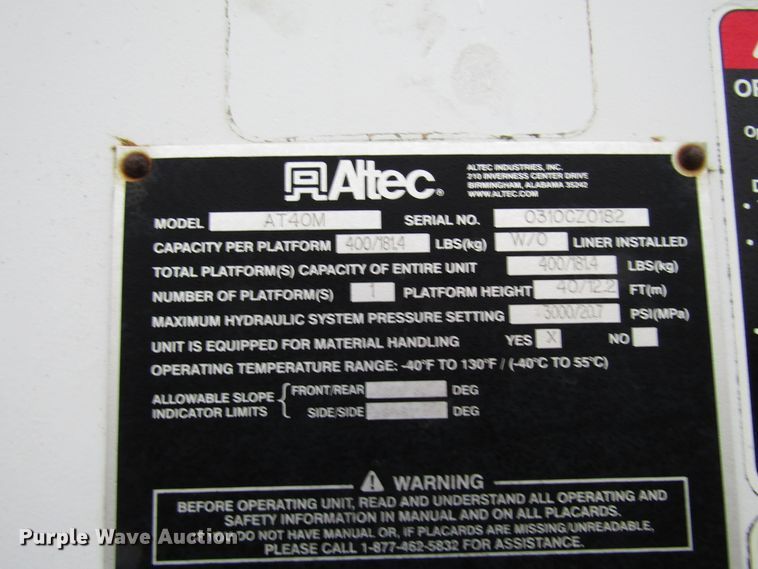 Altec®
ALTEC INDUSTRIES, INC.
210 INVERNESS CENTER DRIVE
BIRMINGHAM, ALABAMA 35242
WWW.ALTEC.COM
MODEL AT40M SERIAL NO. 0310CZ0182
CAPACITY PER PLATFORM 400/181.4 LBS(kg) W/O LINER INSTALLED
TOTAL PLATFORM(S) CAPACITY OF ENTIRE UNIT 400/181.4 LBS(kg)
NUMBER OF PLATFORM(S) 1 PLATFORM HEIGHT 40/12.2 FT(m)
MAXIMUM HYDRAULIC SYSTEM PRESSURE SETTING 3000/20.7 PSI(MPa)
UNIT IS EQUIPPED FOR MATERIAL HANDLING YES X NO
OPERATING TEMPERATURE RANGE: -40°F TO 130°F / (-40°C TO 55°C)
ALLOWABLE SLOPE INDICATOR LIMITS
FRONT/REAR DEG
SIDE/SIDE DEG
WARNING
BEFORE OPERATING UNIT, READ AND UNDERSTAND ALL OPERATING AND
SAFETY INFORMATION IN MANUAL AND ON ALL PLACARDS.
DO NOT HAVE MANUAL OR, IF PLACARDS ARE MISSING/UNREADABLE,
PLEASE CALL 1-877-462-5832 FOR ASSISTANCE.
Purple Wave Auction